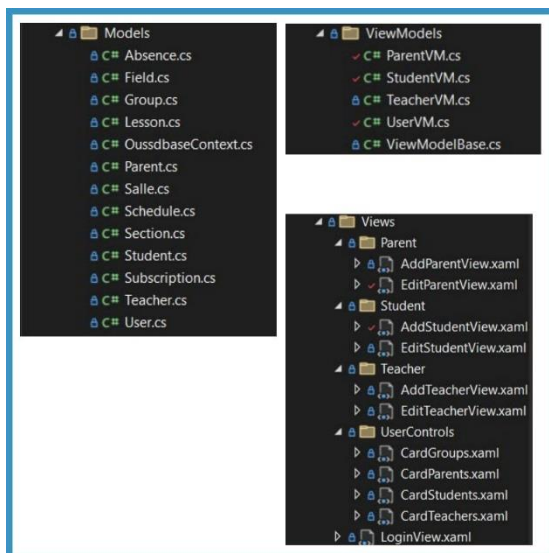 Models
C# Absence.cs
C# Field.cs
C# Group.cs
C# Lesson.cs
C# OussdbaseContext.cs
C# Parent.cs
C# Salle.cs
C# Schedule.cs
C# Section.cs
C# Student.cs
C# Subscription.cs
C# Teacher.cs
C# User.cs
ViewModels
C# ParentVM.cs
C# StudentVM.cs
C# TeacherVM.cs
C# UserVM.cs
C# ViewModelBase.cs
Views
Parent
AddParentView.xaml
EditParentView.xaml
Student
AddStudentView.xaml
EditStudentView.xaml
Teacher
AddTeacherView.xaml
EditTeacherView.xaml
UserControls
CardGroups.xaml
CardParents.xaml
CardStudents.xaml
CardTeachers.xaml
LoginView.xaml